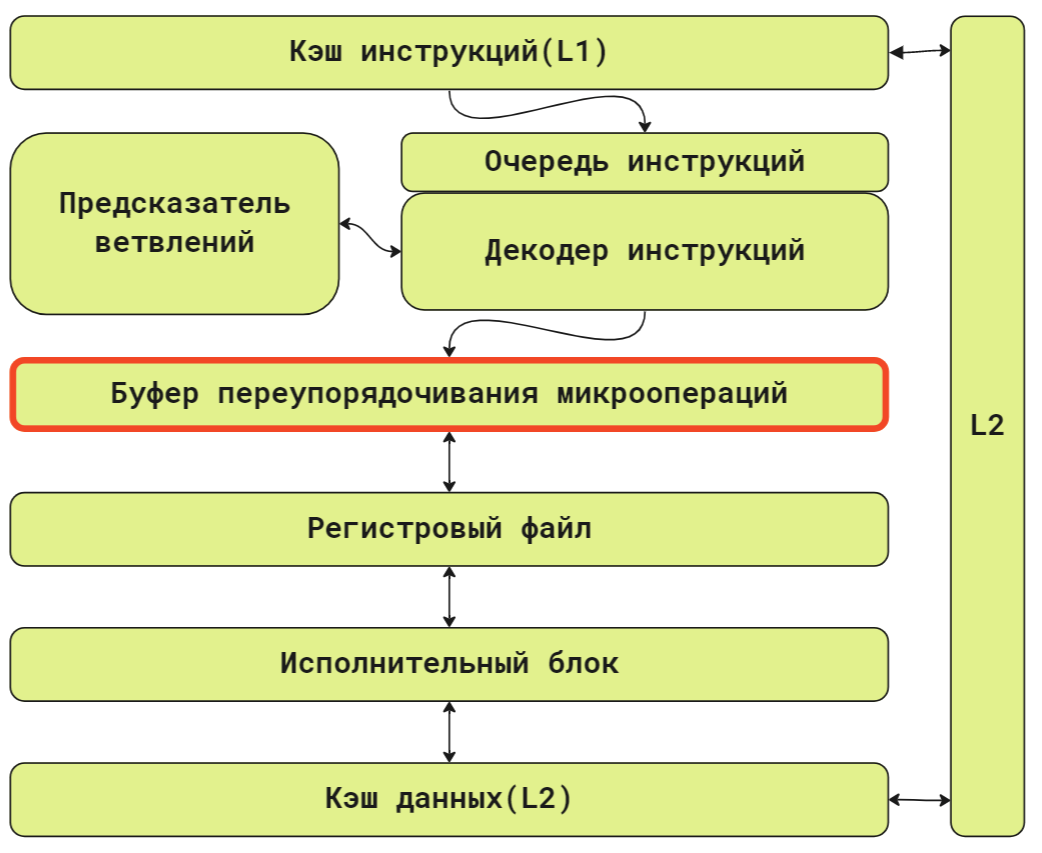 Кэш инструкций(L1)
Очередь инструкций
Предсказатель
ветвлений
Декодер инструкций
Буфер переупорядочивания микроопераций
L2
Регистровый файл
Исполнительный блок
Кэш данных(L2)